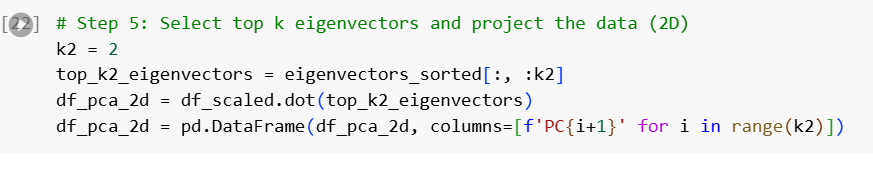 [22] # Step 5: Select top k eigenvectors and project the data (2D)
k2 = 2
top_k2_eigenvectors = eigenvectors_sorted[:, :k2]
df_pca_2d = df_scaled.dot(top_k2_eigenvectors)
df_pca_2d = pd.DataFrame(df_pca_2d, columns=[f'PC{i+1}' for i in range(k2)])